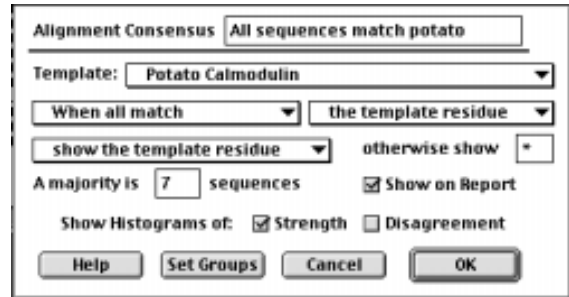 Alignment Consensus All sequences match potato
Template: Potato Calmodulin
When all match the template residue
show the template residue otherwise show *
A majority is 7 sequences Show on Report
Show Histograms of: Strength Disagreement
Help Set Groups Cancel OK